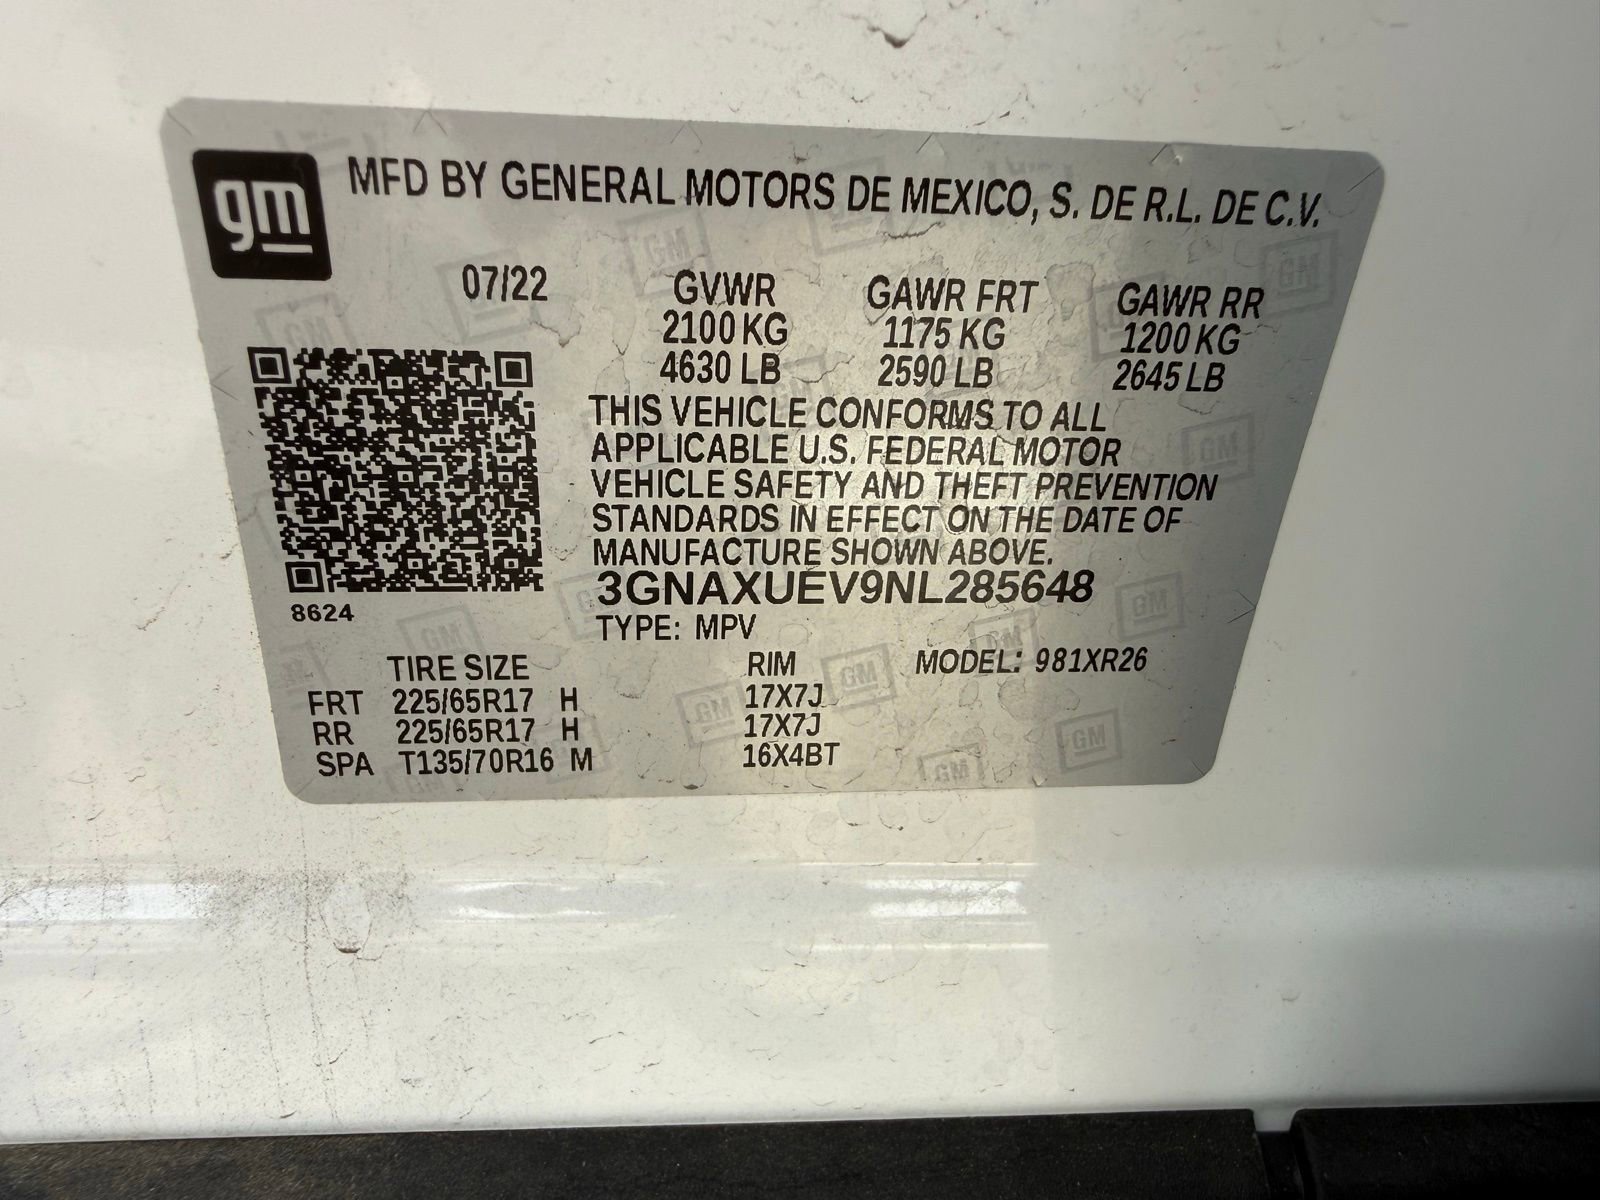 gm MFD BY GENERAL MOTORS DE MEXICO, S. DE R.L. DE C.V.
07/22 GVWR GAWR FRT GAWR RR
2100 KG 1175 KG 1200 KG
4630 LB 2590 LB 2645 LB
THIS VEHICLE CONFORMS TO ALL
APPLICABLE U.S. FEDERAL MOTOR
VEHICLE SAFETY AND THEFT PREVENTION
STANDARDS IN EFFECT ON THE DATE OF
MANUFACTURE SHOWN ABOVE.
3GNAXUEV9NL285648
8624
TYPE: MPV
TIRE SIZE RIM MODEL: 981XR26
FRT 225/65R17 H 17X7J
RR 225/65R17 H 17X7J
SPA T135/70R16 M 16X4BT